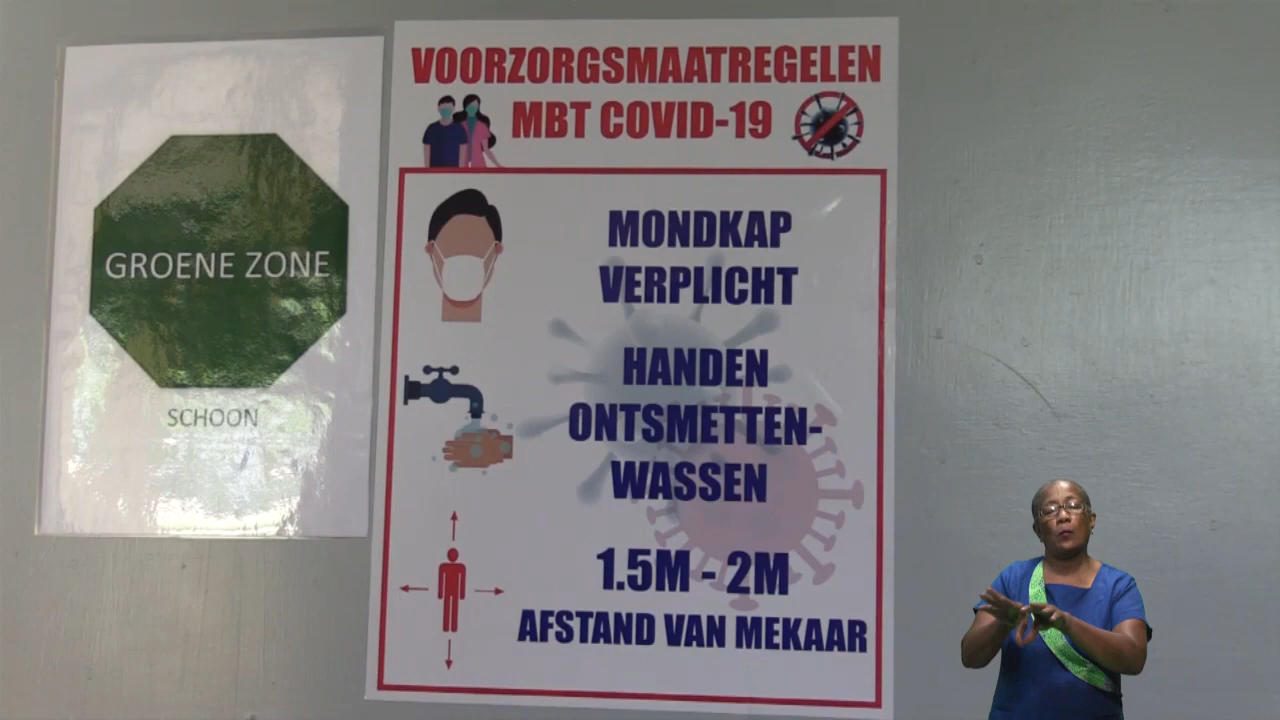 GROENE ZONE
SCHOON
VOORZORGSMAATREGELEN
MBT COVID-19
MONDKAP
VERPLICHT
HANDEN
ONTSMETTEN-
WASSEN
1.5M - 2M
AFSTAND VAN MEKAAR